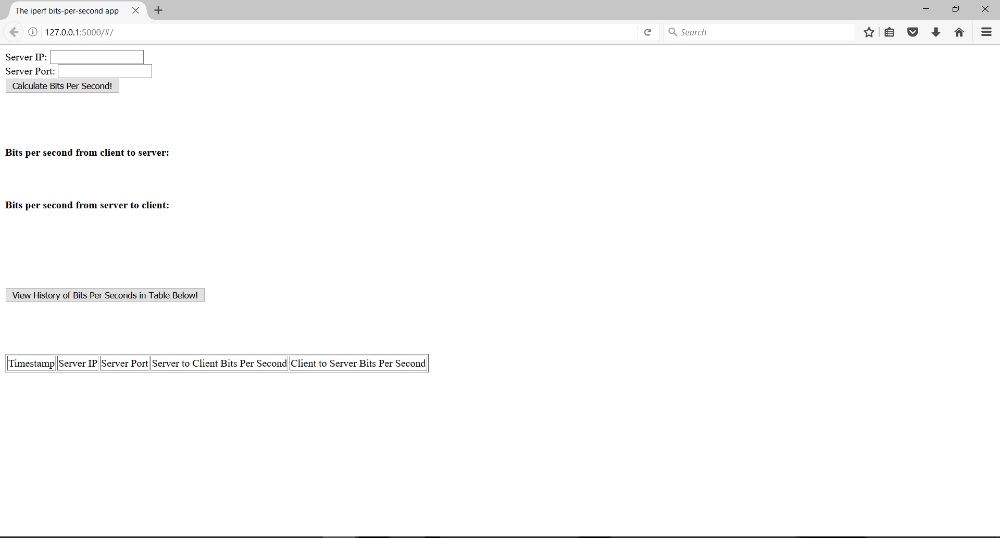 The iperf bits-per-second app
127.0.0.1:5000/#/
Search
Server IP:
Server Port:
Calculate Bits Per Second!
Bits per second from client to server:
Bits per second from server to client:
View History of Bits Per Seconds in Table Below!
Timestamp Server IP Server Port Server to Client Bits Per Second Client to Server Bits Per Second